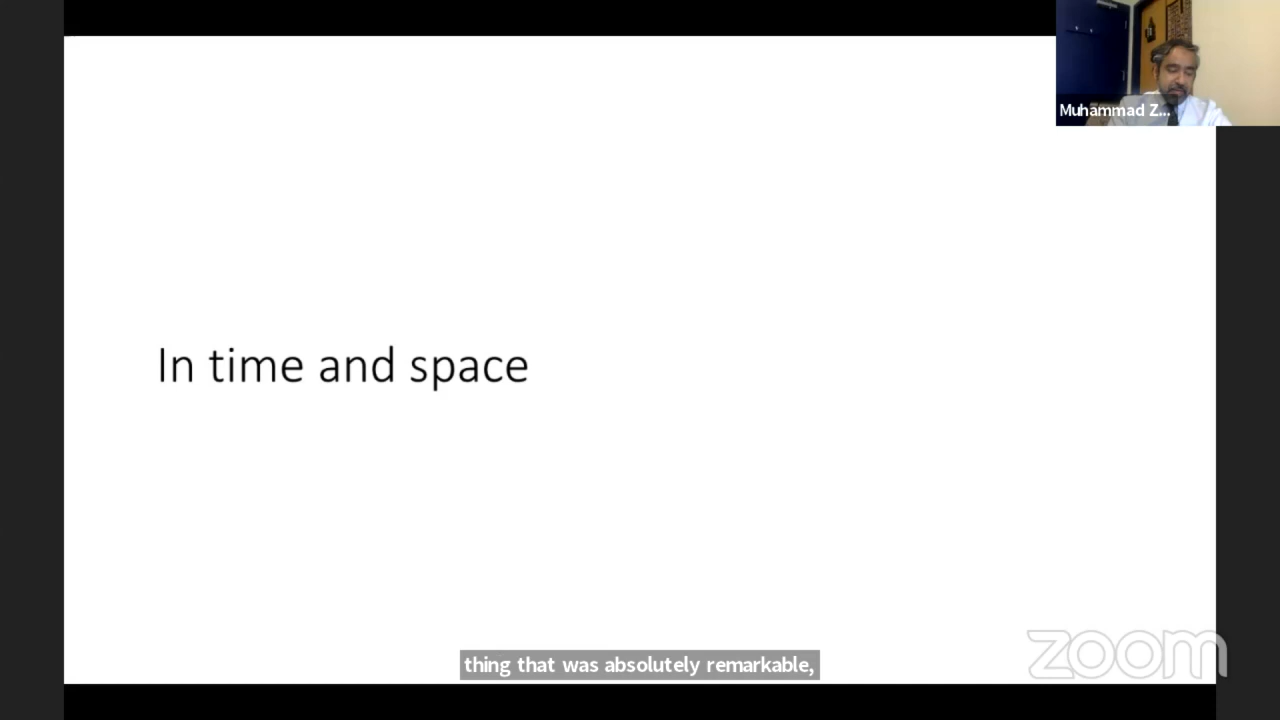 Muhammad Z...
In time and space
thing that was absolutely remarkable,
zoom